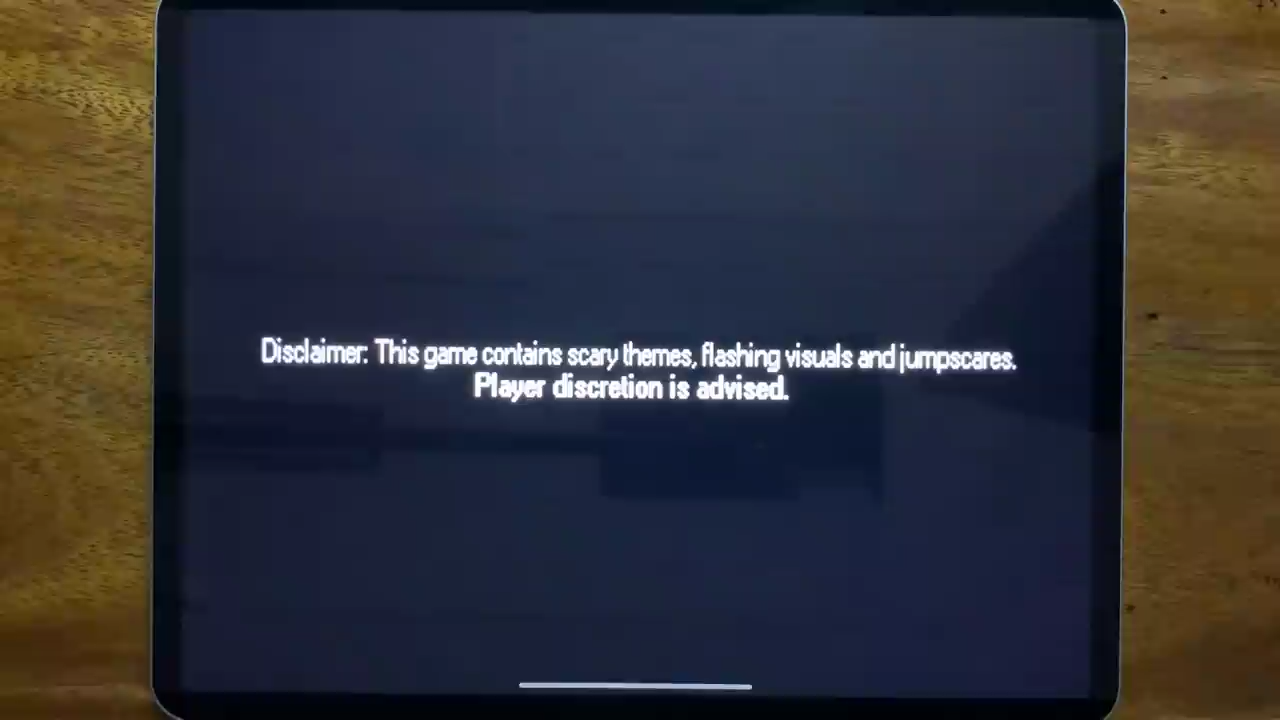 Disclaimer: This game contains scary themes, flashing visuals and jumpscares.
Player discretion is advised.